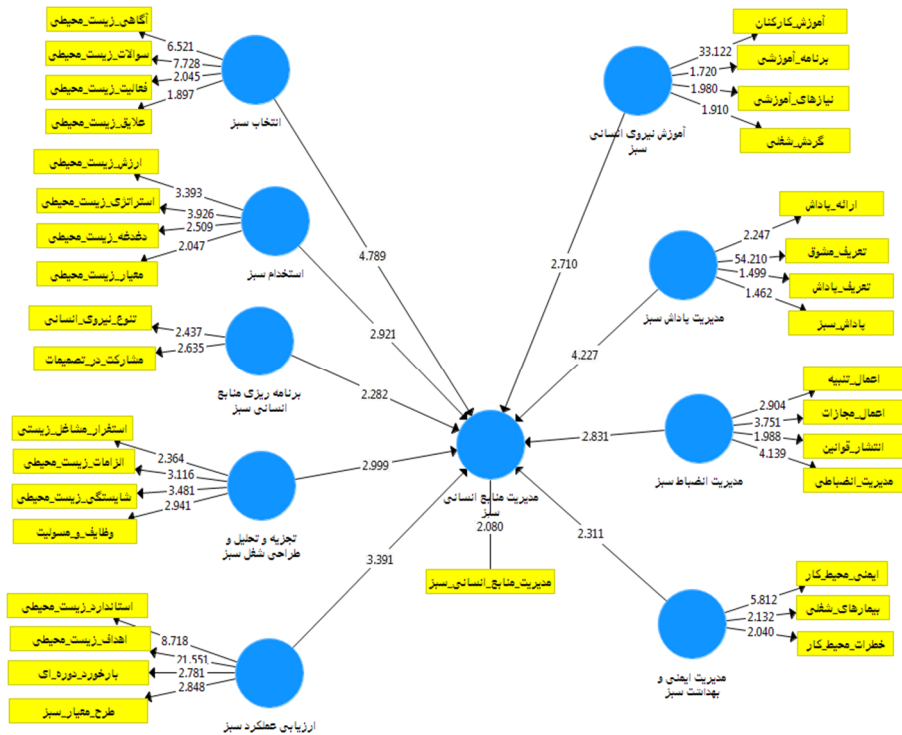 آگاهی_زیست_محیطی
6.521
سوالات_زیست_محیطی
7.728
فعالیت_زیست_محیطی
2.045
علایق_زیست_محیطی
1.897
انتخاب سبز
4.789
ارزش_زیست_محیطی
3.393
استراتژی_زیست_محیطی
3.926
دغدغه_زیست_محیطی
2.509
معیار_زیست_محیطی
2.047
استخدام سبز
2.921
تنوع_نیروی_انسانی
2.437
مشارکت_در_تصمیمات
2.635
برنامه ریزی منابع
انسانی سبز
2.282
استقرار_مشاغل_زیستی
2.364
الزامات_زیست_محیطی
3.116
شایستگی_زیست_محیطی
3.481
وظایف_و_مسولیت
2.941
تجزیه و تحلیل و
طراحی شغل سبز
2.999
استاندارد_زیست_محیطی
8.718
اهداف_زیست_محیطی
21.551
بازخورد_دوره_ای
2.781
طرح_معیار_سبز
2.848
ارزیابی عملکرد سبز
3.391
آموزش_کارکنان
33.122
برنامه_آموزشی
1.720
نیازهای_آموزشی
1.980
گردش_شغلی
1.910
آموزش نیروی انسانی
سبز
2.710
ارائه_پاداش
2.247
تعریف_مشوق
54.210
تعریف_پاداش
1.499
پاداش_سبز
1.462
مدیریت پاداش سبز
4.227
اعمال_تنبیه
2.904
اعمال_مجازات
3.751
انتشار_قوانین
1.988
مدیریت_انضباطی
4.139
مدیریت انضباط سبز
2.831
ایمنی_محیط_کار
5.812
بیمارهای_شغلی
2.132
خطرات_محیط_کار
2.040
مدیریت ایمنی و
بهداشت سبز
2.311
مدیریت منابع انسانی
سبز
2.080
مدیریت_منابع_انسانی_سبز